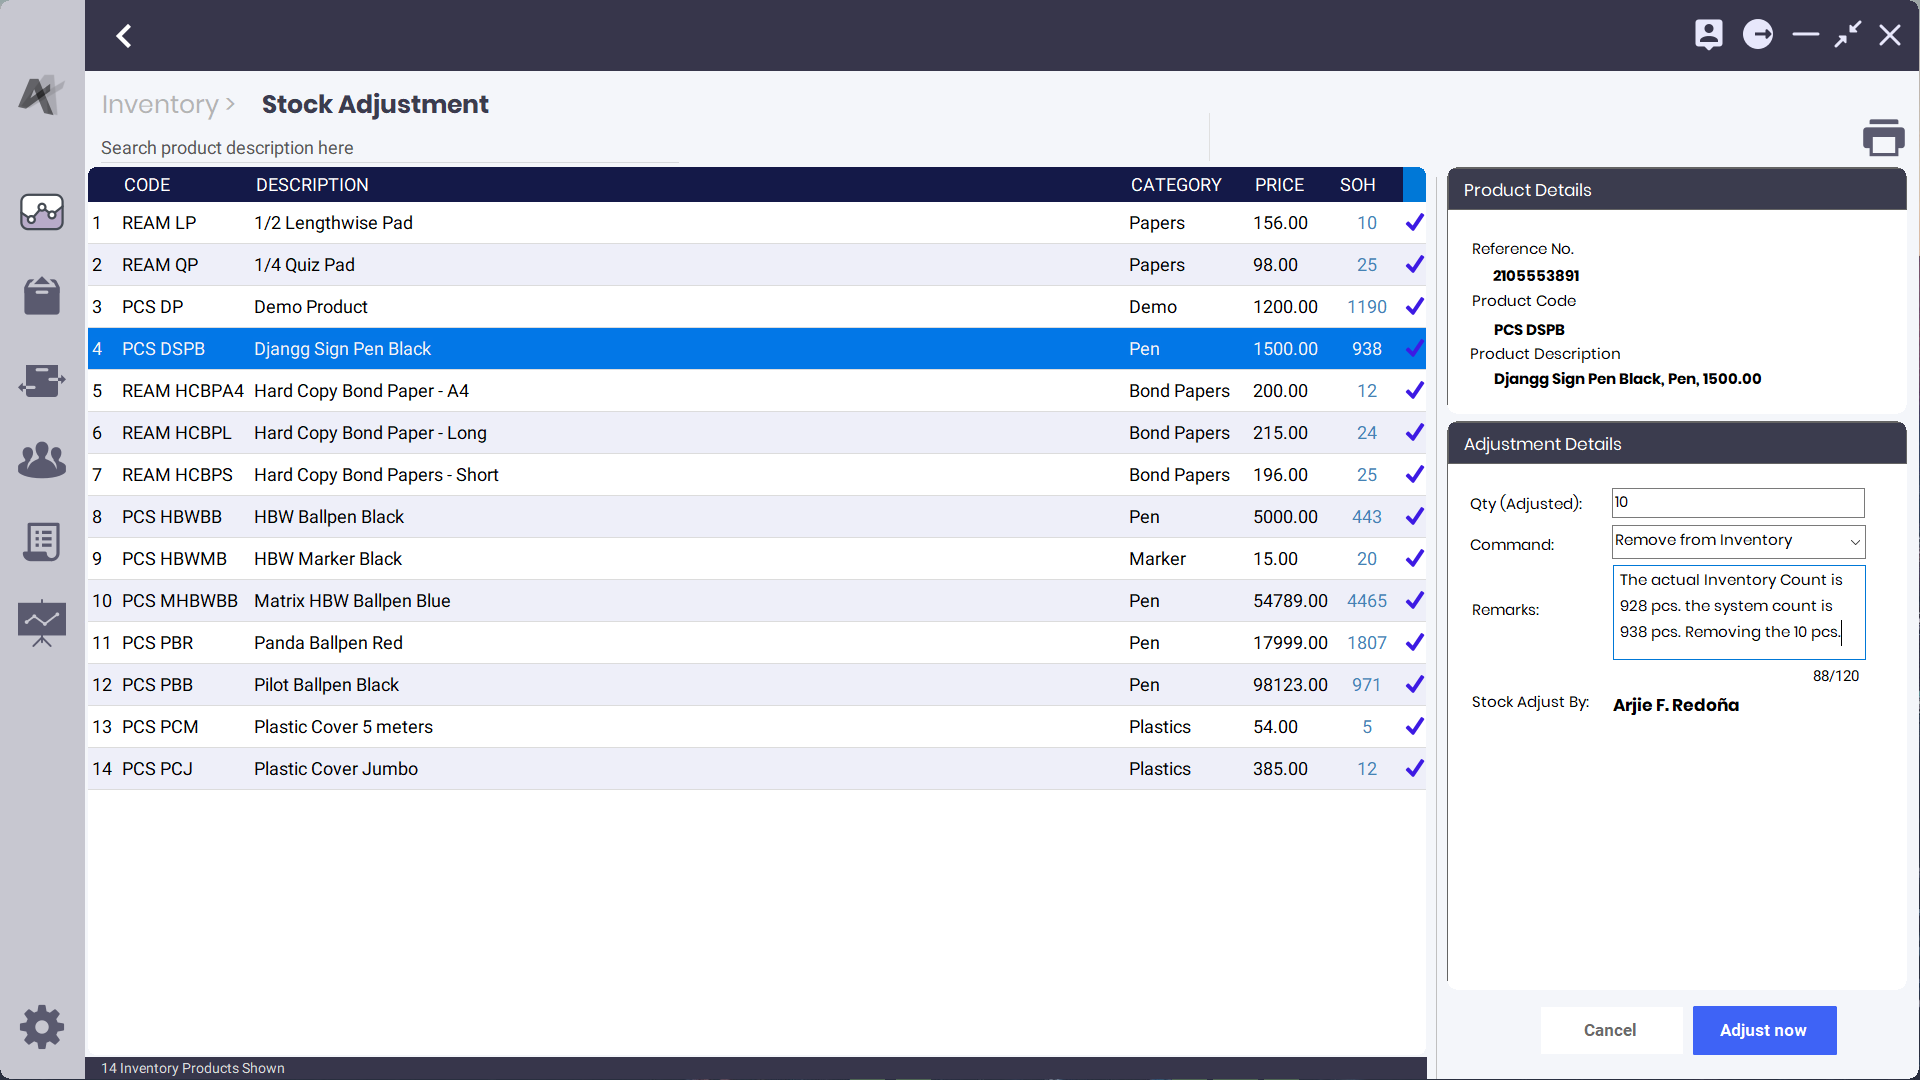 Inventory > Stock Adjustment
Search product description here
CODE DESCRIPTION CATEGORY PRICE SOH
1 REAM LP 1/2 Lengthwise Pad Papers 156.00 10
2 REAM QP 1/4 Quiz Pad Papers 98.00 25
3 PCS DP Demo Product Demo 1200.00 1190
4 PCS DSPB Djangg Sign Pen Black Pen 1500.00 938
5 REAM HCBPA4 Hard Copy Bond Paper - A4 Bond Papers 200.00 12
6 REAM HCBPL Hard Copy Bond Paper - Long Bond Papers 215.00 24
7 REAM HCBPS Hard Copy Bond Papers - Short Bond Papers 196.00 25
8 PCS HBWBB HBW Ballpen Black Pen 5000.00 443
9 PCS HBWMB HBW Marker Black Marker 15.00 20
10 PCS MHBWBB Matrix HBW Ballpen Blue Pen 54789.00 4465
11 PCS PBR Panda Ballpen Red Pen 17999.00 1807
12 PCS PBB Pilot Ballpen Black Pen 98123.00 971
13 PCS PCM Plastic Cover 5 meters Plastics 54.00 5
14 PCS PCJ Plastic Cover Jumbo Plastics 385.00 12
14 Inventory Products Shown
Product Details
Reference No.
2105553891
Product Code
PCS DSPB
Product Description
Djangg Sign Pen Black, Pen, 1500.00
Adjustment Details
Qty (Adjusted): 10
Command: Remove from Inventory
Remarks: The actual Inventory Count is
928 pcs. the system count is
938 pcs. Removing the 10 pcs.
88/120
Stock Adjust By: Arjie F. Redoña
Cancel Adjust now